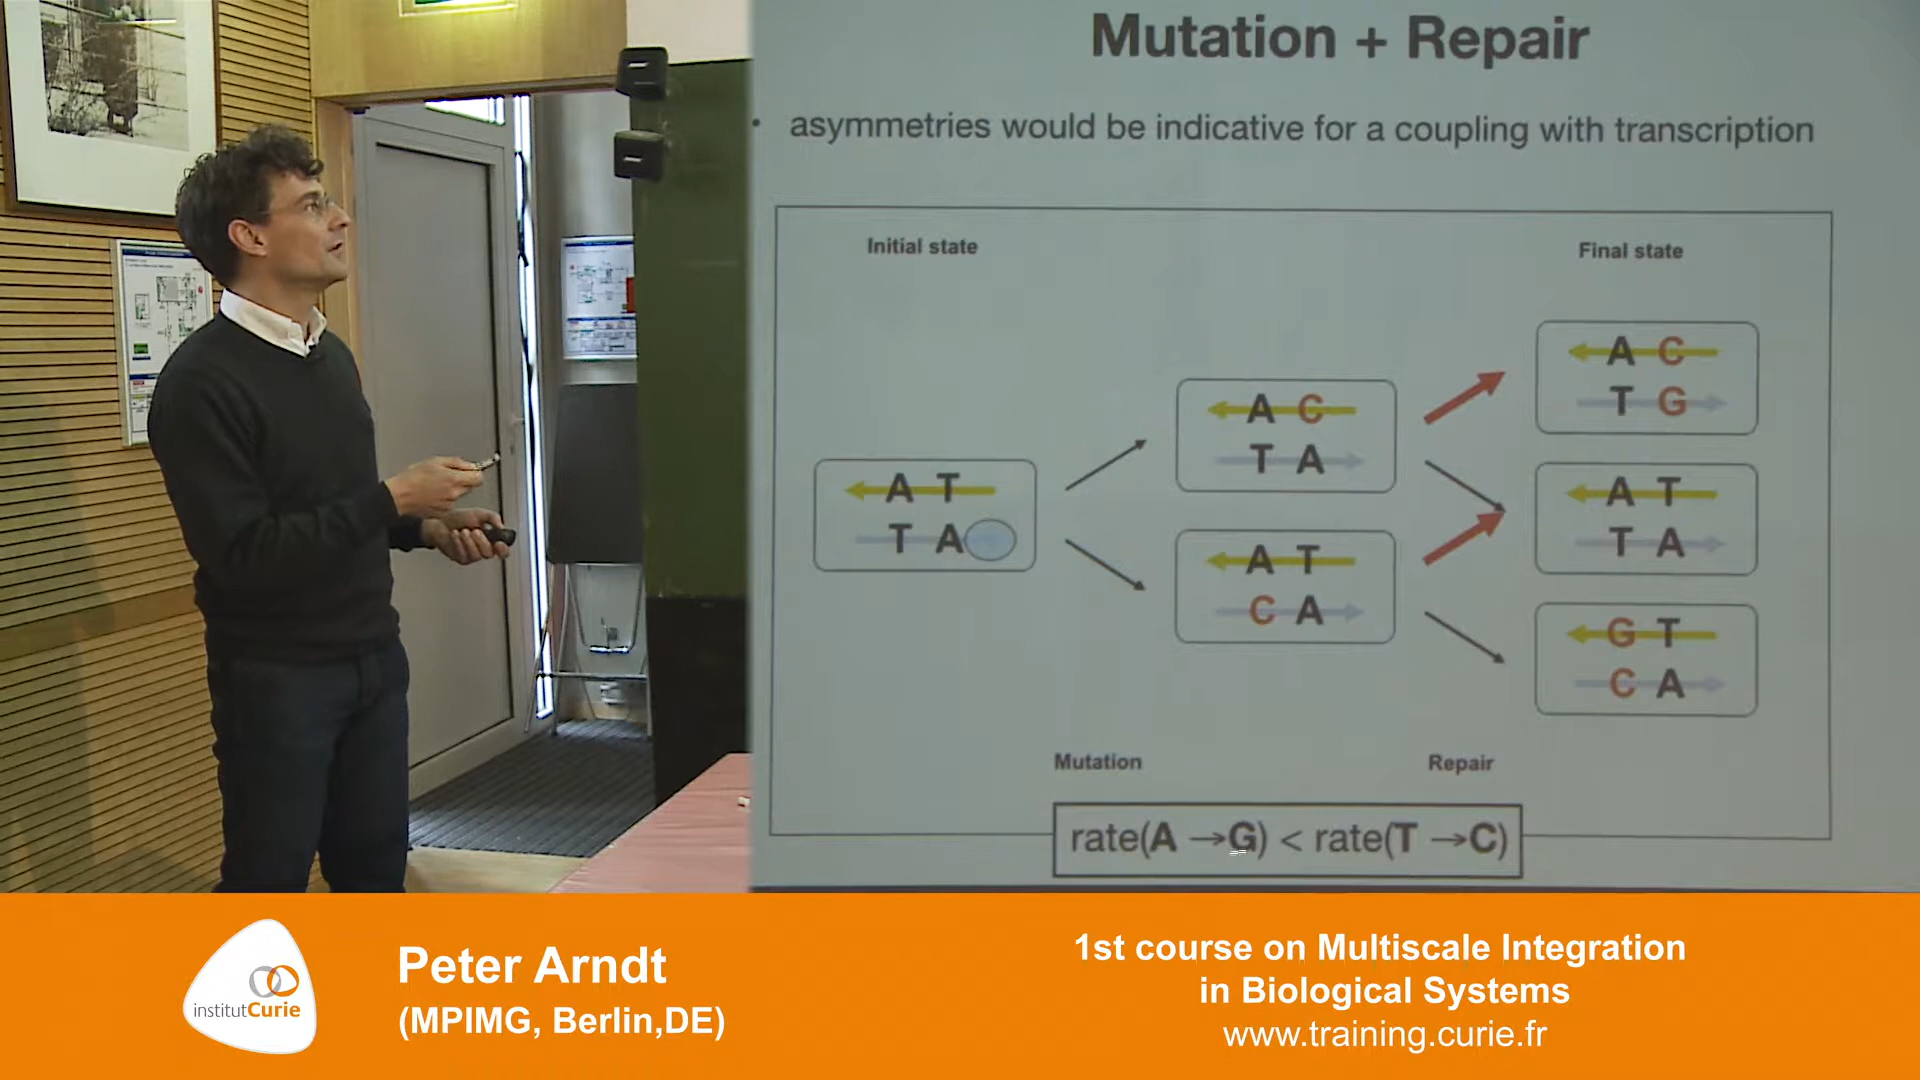 Mutation + Repair
• asymmetries would be indicative for a coupling with transcription
Initial state
Final state
A C
T G
A C
T A
A T
T A
A T
T A
A T
C A
G T
C A
Mutation
Repair
rate(A →G) < rate(T →C)
institutCurie
Peter Arndt
(MPIMG, Berlin,DE)
1st course on Multiscale Integration
in Biological Systems
www.training.curie.fr